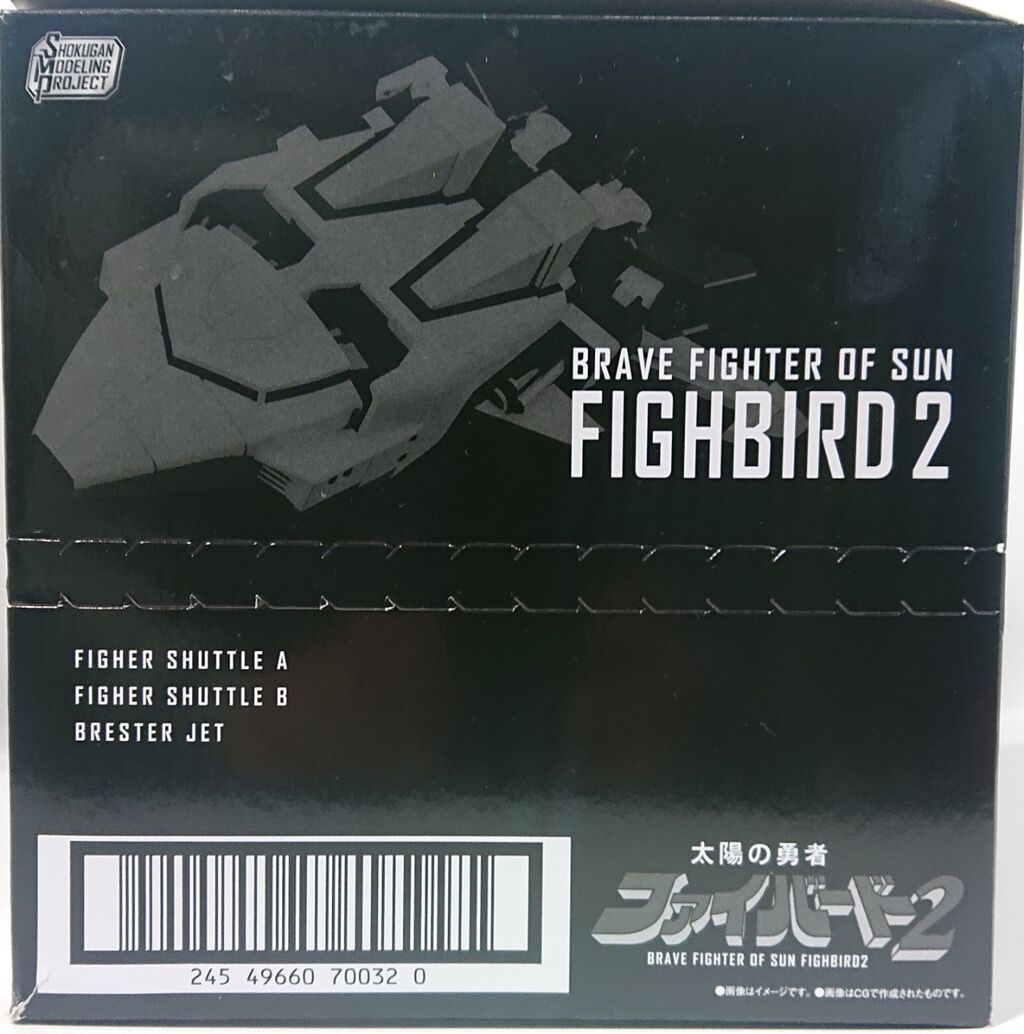 SHOKUGAN
MODELING
PROJECT
BRAVE FIGHTER OF SUN
FIGHBIRD 2
FIGHER SHUTTLE A
FIGHER SHUTTLE B
BRESTER JET
245 49660 70032 0
太陽の勇者
ファイバード2
BRAVE FIGHTER OF SUN FIGHBIRD2
●画像はイメージです。●画像はCGで作成されたものです。